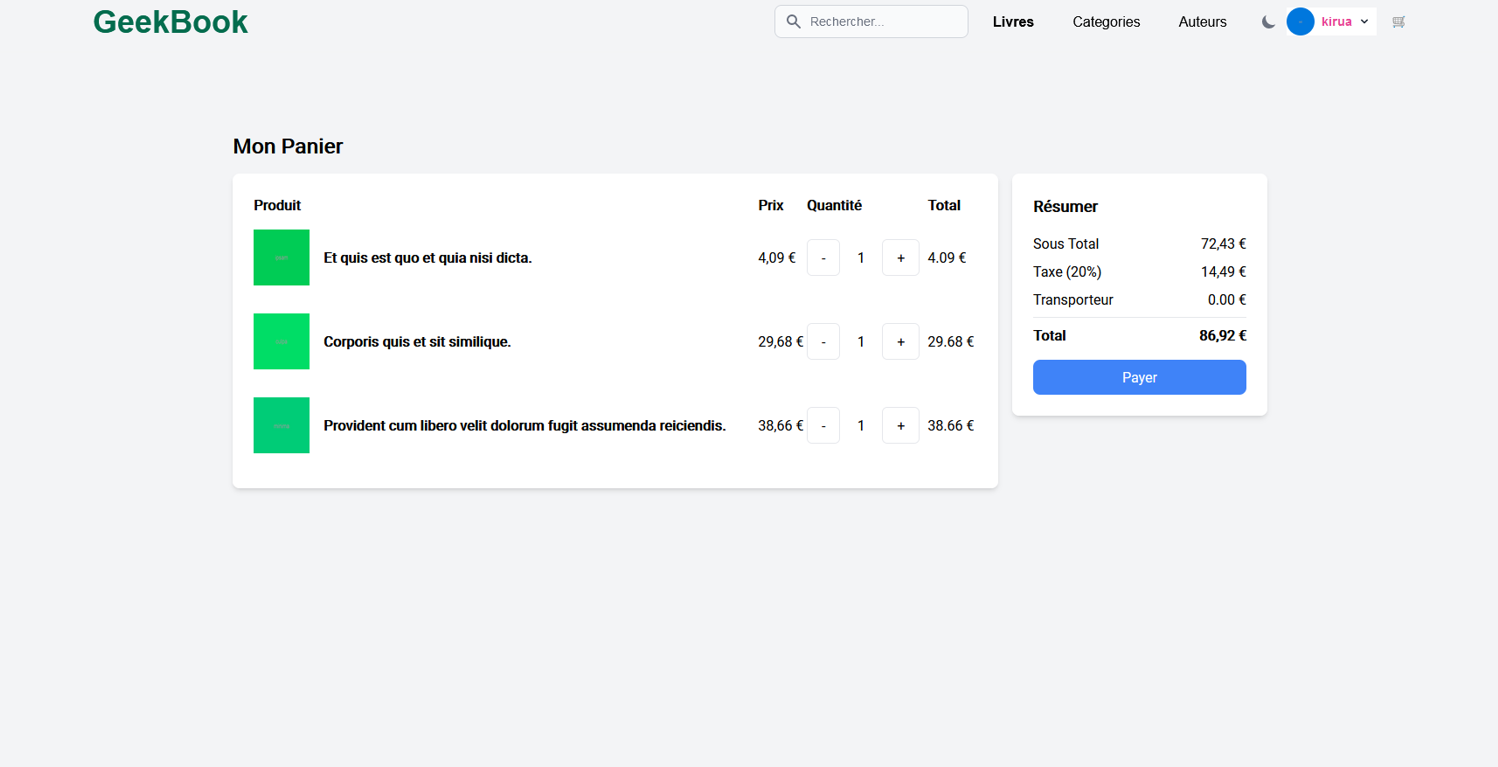 GeekBook
Rechercher...
Livres
Categories
Auteurs
kirua
Mon Panier
Produit Prix Quantité Total
Et quis est quo et quia nisi dicta. 4,09 € - 1 + 4.09 €
Corporis quis et sit similique. 29,68 € - 1 + 29.68 €
Provident cum libero velit dolorum fugit assumenda reiciendis. 38,66 € - 1 + 38.66 €
Résumer
Sous Total 72,43 €
Taxe (20%) 14,49 €
Transporteur 0.00 €
Total 86,92 €
Payer